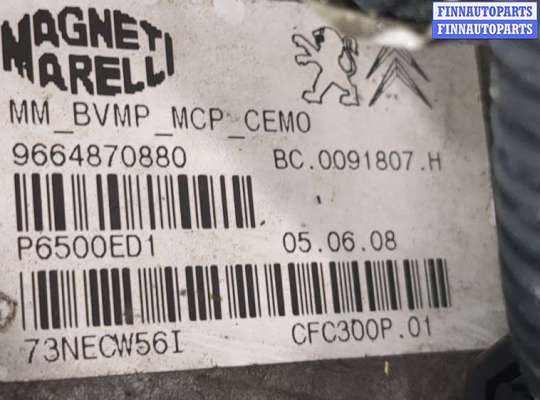 FINNAUTOPARTS
FINNAUTOPARTS
MAGNETI
MARELLI
MM_BVMP_MCP_CEMO
9664870880 BC.0091807.H
P6500ED1 05.06.08
73NECW56I CFC300P.01